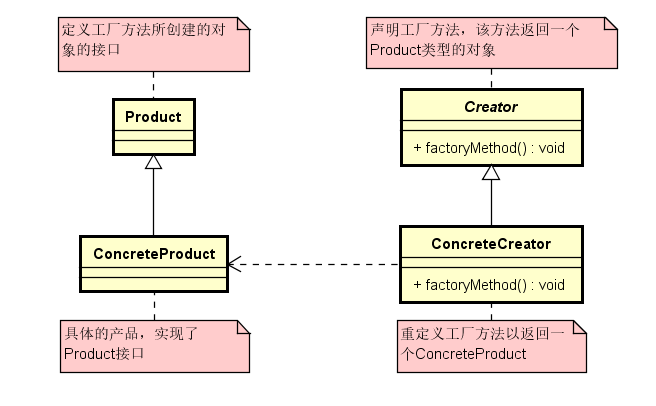 定义工厂方法所创建的对
象的接口
声明工厂方法，该方法返回一个
Product类型的对象
Product
Creator
+ factoryMethod() : void
ConcreteProduct
ConcreteCreator
+ factoryMethod() : void
具体的产品，实现了
Product接口
重定义工厂方法以返回一
个ConcreteProduct